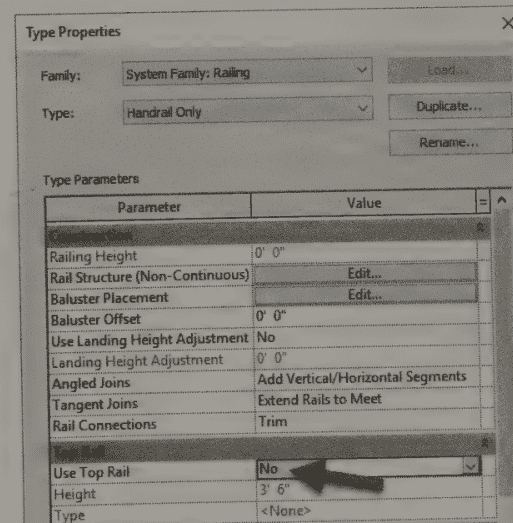 Type Properties
Family: System Family: Railing Load...
Type: Handrail Only Duplicate...
Rename...
Type Parameters
Parameter Value =
Construction
Railing Height 0' 0"
Rail Structure (Non-Continuous) Edit...
Baluster Placement Edit...
Baluster Offset 0' 0"
Use Landing Height Adjustment No
Landing Height Adjustment 0' 0"
Angled Joins Add Vertical/Horizontal Segments
Tangent Joins Extend Rails to Meet
Rail Connections Trim
Top Rail
Use Top Rail No
Height 3' 6"
Type <None>